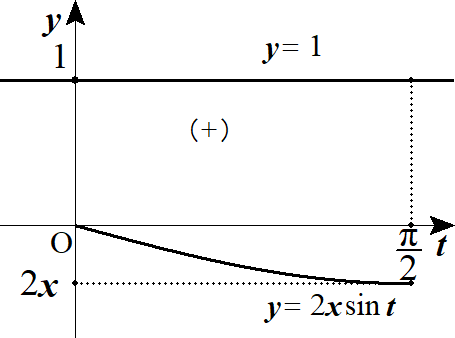 y
1
y = 1
(+)
O
π/2
t
2x
y = 2x sin t